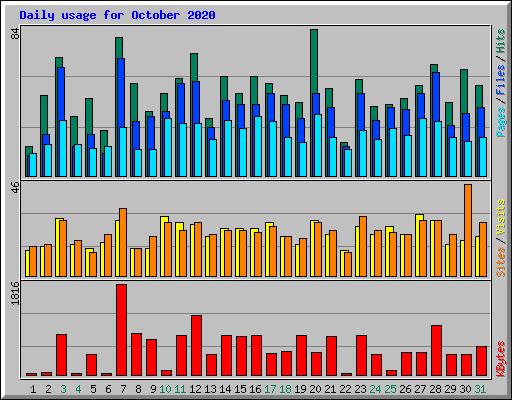 Daily usage for October 2020
84
Pages / Files / Hits
46
Sites / Visits
1816
KBytes
1 2 3 4 5 6 7 8 9 10 11 12 13 14 15 16 17 18 19 20 21 22 23 24 25 26 27 28 29 30 31